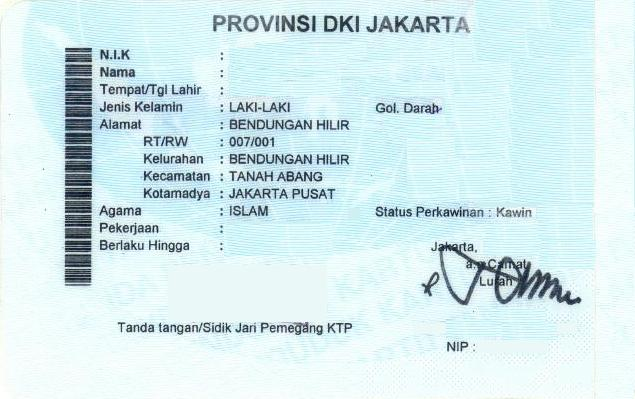 PROVINSI DKI JAKARTA
N.I.K :
Nama :
Tempat/Tgl Lahir :
Jenis Kelamin : LAKI-LAKI Gol. Darah
Alamat : BENDUNGAN HILIR
RT/RW : 007/001
Kelurahan : BENDUNGAN HILIR
Kecamatan : TANAH ABANG
Kotamadya : JAKARTA PUSAT
Agama : ISLAM Status Perkawinan : Kawin
Pekerjaan :
Berlaku Hingga : Jakarta,
a.n Camat
Lurah
Tanda tangan/Sidik Jari Pemegang KTP
NIP :